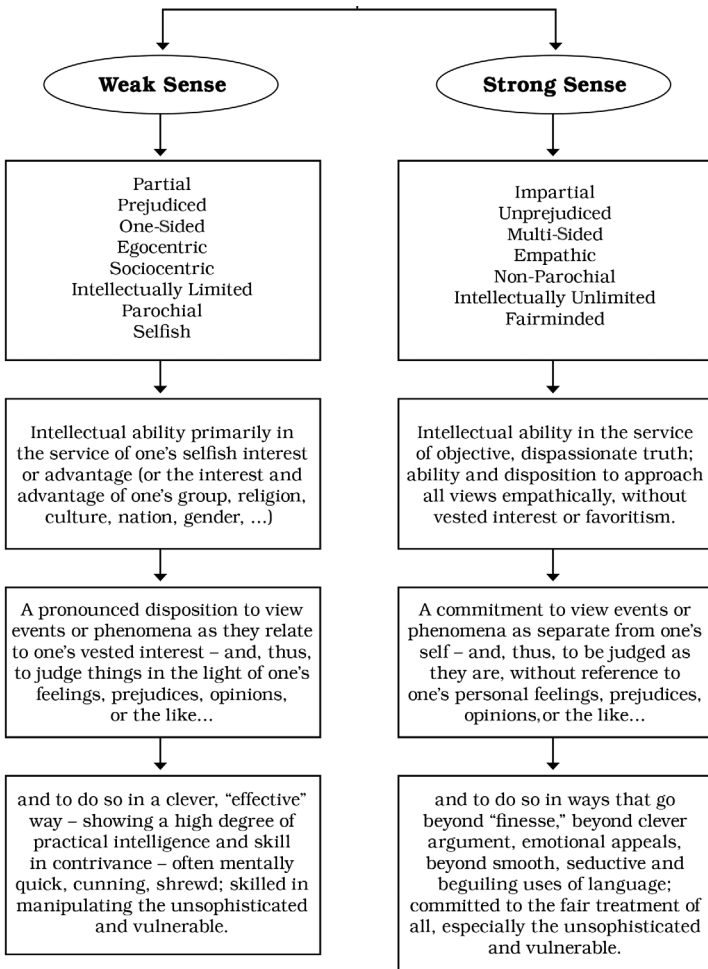 Weak Sense
Partial
Prejudiced
One-Sided
Egocentric
Sociocentric
Intellectually Limited
Parochial
Selfish
Intellectual ability primarily in
the service of one’s selfish interest
or advantage (or the interest and
advantage of one’s group, religion,
culture, nation, gender, …)
A pronounced disposition to view
events or phenomena as they relate
to one’s vested interest – and, thus,
to judge things in the light of one’s
feelings, prejudices, opinions,
or the like…
and to do so in a clever, “effective”
way – showing a high degree of
practical intelligence and skill
in contrivance – often mentally
quick, cunning, shrewd; skilled in
manipulating the unsophisticated
and vulnerable.
Strong Sense
Impartial
Unprejudiced
Multi-Sided
Empathic
Non-Parochial
Intellectually Unlimited
Fairminded
Intellectual ability in the service
of objective, dispassionate truth;
ability and disposition to approach
all views empathically, without
vested interest or favoritism.
A commitment to view events or
phenomena as separate from one’s
self – and, thus, to be judged as
they are, without reference to
one’s personal feelings, prejudices,
opinions,or the like…
and to do so in ways that go
beyond “finesse,” beyond clever
argument, emotional appeals,
beyond smooth, seductive and
beguiling uses of language;
committed to the fair treatment of
all, especially the unsophisticated
and vulnerable.